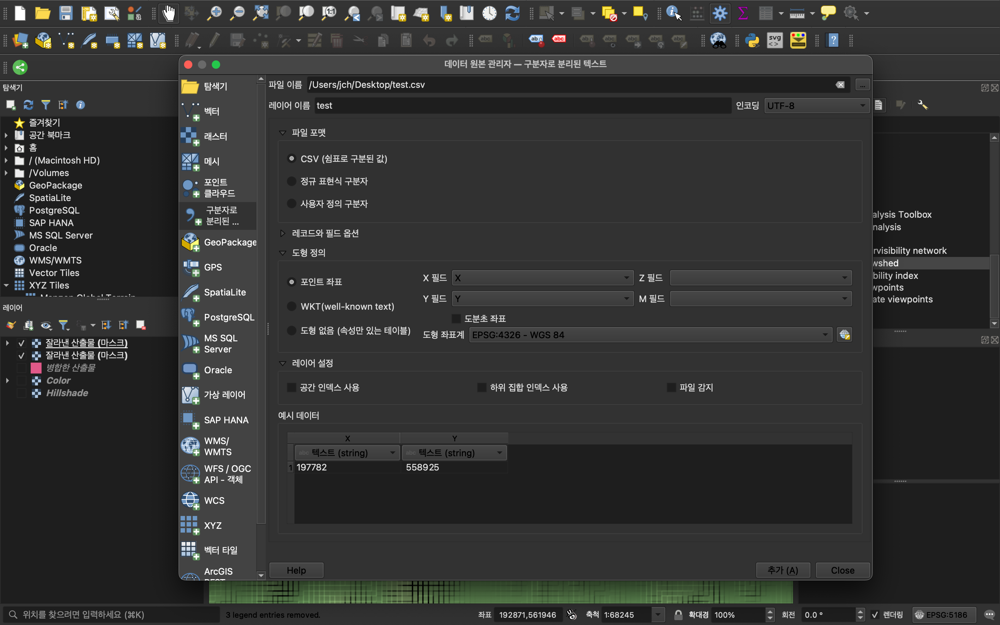 데이터 원본 관리자 — 구분자로 분리된 텍스트
탐색기
즐겨찾기
공간 북마크
홈
/ (Macintosh HD)
/Volumes
GeoPackage
SpatiaLite
PostgreSQL
SAP HANA
MS SQL Server
Oracle
WMS/WMTS
Vector Tiles
XYZ Tiles
레이어
잘라낸 산출물 (마스크)
잘라낸 산출물 (마스크)
병합한 산출물
Color
Hillshade
탐색기
벡터
래스터
메시
포인트
클라우드
구분자로
분리된 ...
GeoPackage
GPS
SpatiaLite
PostgreSQL
MS SQL
Server
Oracle
가상 레이어
SAP HANA
WMS/
WMTS
WFS / OGC
API - 객체
WCS
XYZ
벡터 타일
ArcGIS
파일 이름 /Users/jch/Desktop/test.csv ...
레이어 이름 test 인코딩 UTF-8
파일 포맷
CSV (쉼표로 구분된 값)
정규 표현식 구분자
사용자 정의 구분자
레코드와 필드 옵션
도형 정의
포인트 좌표 X 필드 X Z 필드
Y 필드 Y M 필드
WKT(well-known text)
도분초 좌표
도형 없음 (속성만 있는 테이블) 도형 좌표계 EPSG:4326 - WGS 84
레이어 설정
공간 인덱스 사용 하위 집합 인덱스 사용 파일 감지
예시 데이터
X Y
abc 텍스트 (string) abc 텍스트 (string)
1 197782 558925
Help 추가 (A) Close
alysis Toolbox
nalysis
rvisibility network
wshed
bility index
wpoints
ate viewpoints
위치를 찾으려면 입력하세요 (⌘K) 3 legend entries removed. 좌표 192871,561946 축척 1:68245 확대경 100% 회전 0.0 ° 렌더링 EPSG:5186